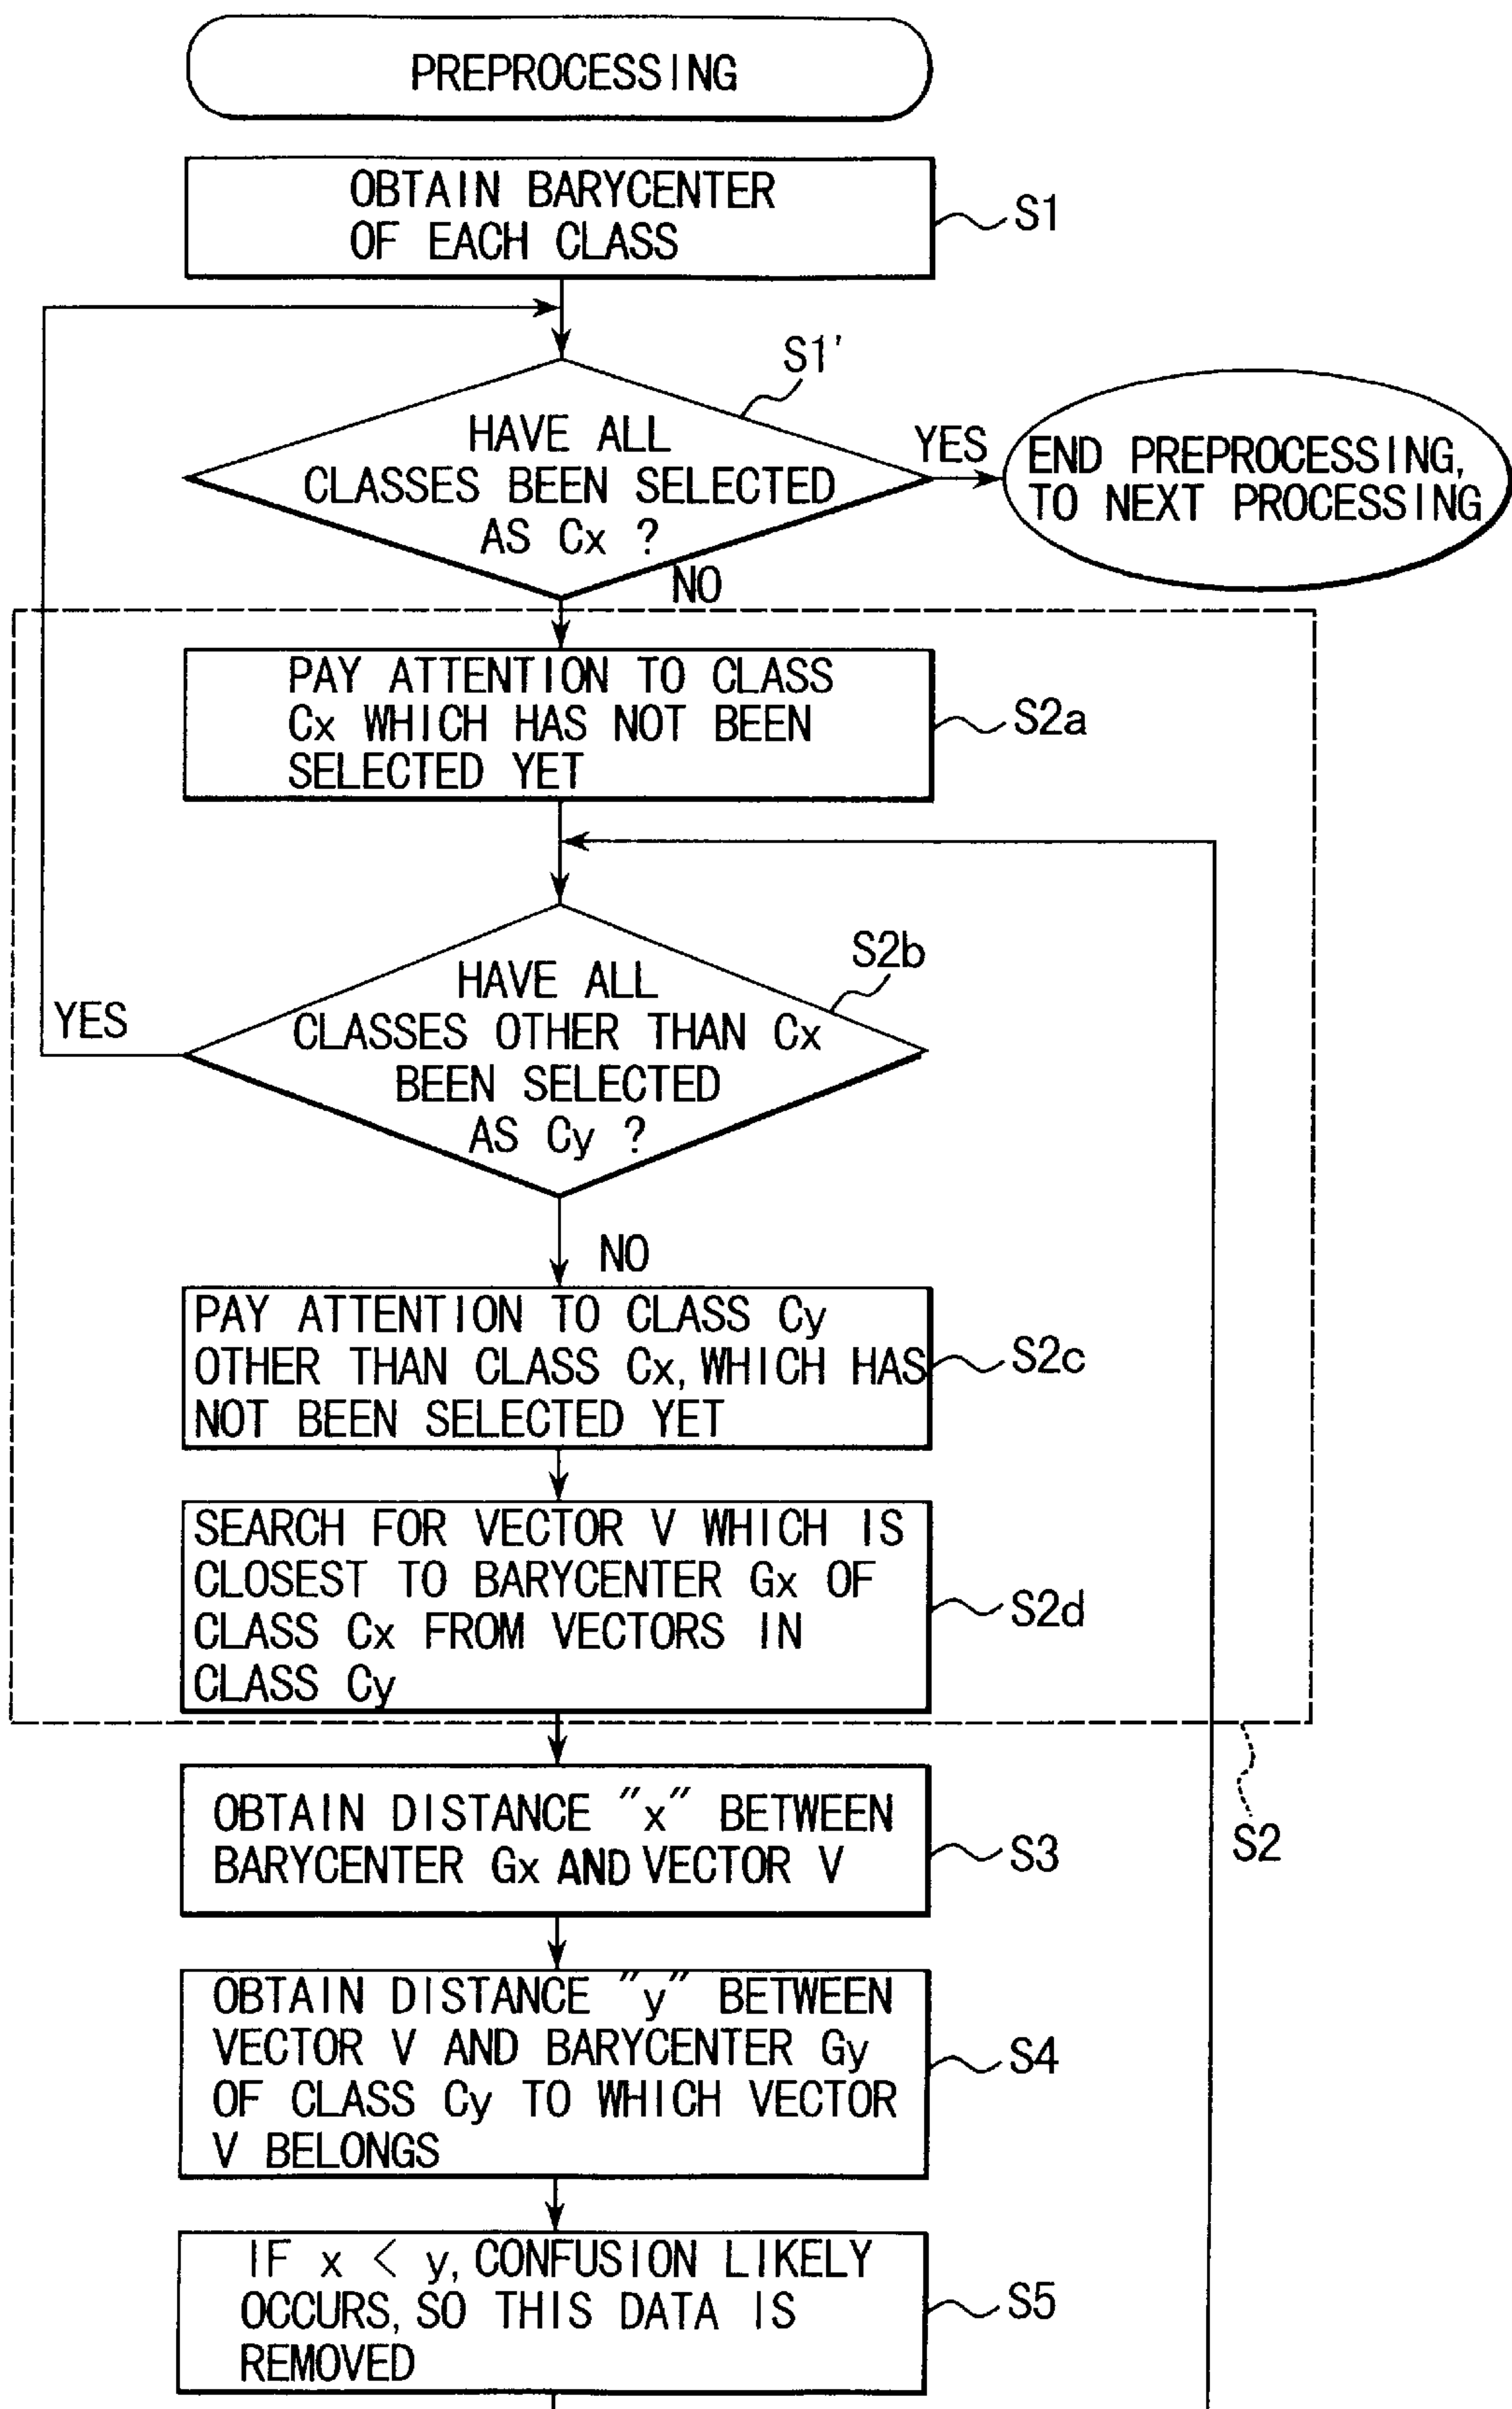 PREPROCESSING
OBTAIN BARYCENTER
OF EACH CLASS
S1
S1'
HAVE ALL
CLASSES BEEN SELECTED
AS Cx ?
YES
END PREPROCESSING,
TO NEXT PROCESSING
NO
PAY ATTENTION TO CLASS
Cx WHICH HAS NOT BEEN
SELECTED YET
S2a
S2b
HAVE ALL
CLASSES OTHER THAN Cx
BEEN SELECTED
AS Cy ?
YES
NO
PAY ATTENTION TO CLASS Cy
OTHER THAN CLASS Cx, WHICH HAS
NOT BEEN SELECTED YET
S2c
SEARCH FOR VECTOR V WHICH IS
CLOSEST TO BARYCENTER Gx OF
CLASS Cx FROM VECTORS IN
CLASS Cy
S2d
S2
OBTAIN DISTANCE "x" BETWEEN
BARYCENTER Gx AND VECTOR V
S3
OBTAIN DISTANCE "y" BETWEEN
VECTOR V AND BARYCENTER Gy
OF CLASS Cy TO WHICH VECTOR
V BELONGS
S4
IF x < y, CONFUSION LIKELY
OCCURS, SO THIS DATA IS
REMOVED
S5